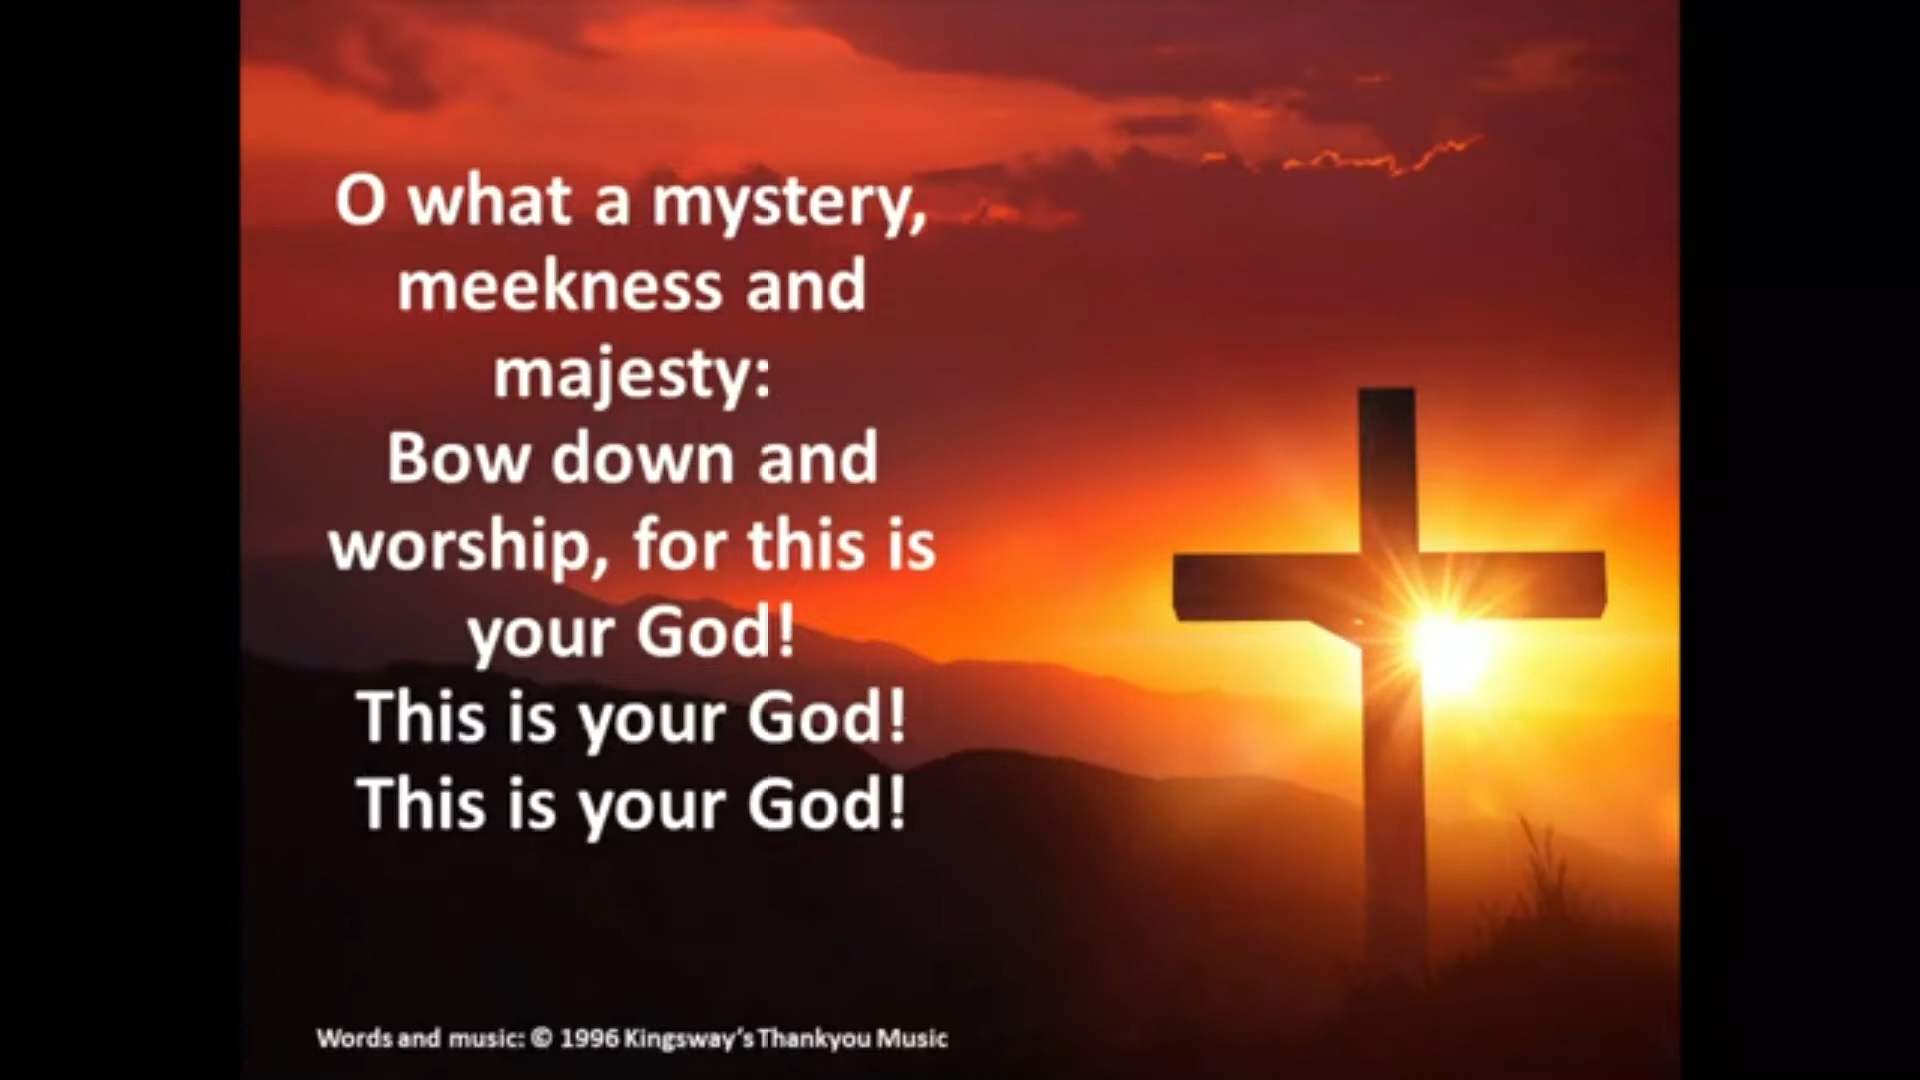 O what a mystery,
meekness and
majesty:
Bow down and
worship, for this is
your God!
This is your God!
This is your God!
Words and music: © 1996 Kingsway's Thankyou Music